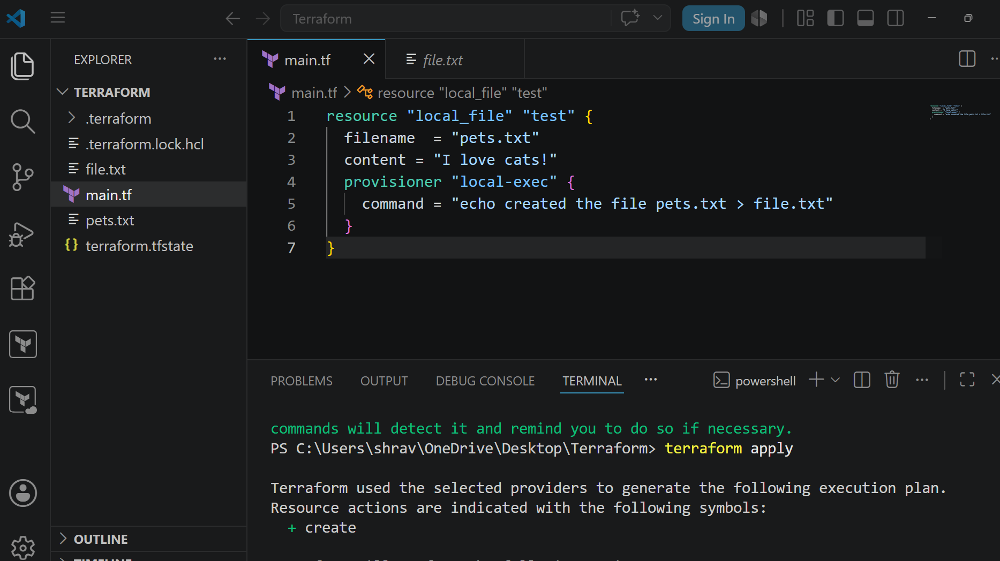 Terraform
Sign In
EXPLORER
main.tf
file.txt
TERRAFORM
main.tf > resource "local_file" "test"
.terraform
.terraform.lock.hcl
file.txt
main.tf
pets.txt
{} terraform.tfstate
1 resource "local_file" "test" {
2 filename = "pets.txt"
3 content = "I love cats!"
4 provisioner "local-exec" {
5 command = "echo created the file pets.txt > file.txt"
6 }
7 }
PROBLEMS OUTPUT DEBUG CONSOLE TERMINAL
powershell
commands will detect it and remind you to do so if necessary.
PS C:\Users\shrav\OneDrive\Desktop\Terraform> terraform apply
Terraform used the selected providers to generate the following execution plan.
Resource actions are indicated with the following symbols:
+ create
OUTLINE
TIMELINE